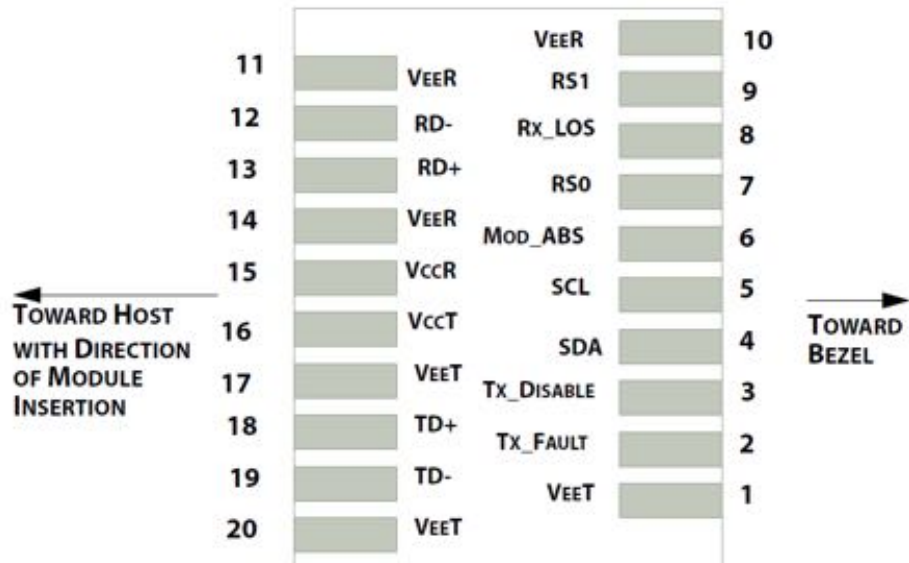 VEER 10
11 VEER
RS1 9
12 RD-
RX_LOS 8
13 RD+
RS0 7
14 VEER
MOD_ABS 6
15 VCCR
SCL 5
TOWARD HOST
WITH DIRECTION
OF MODULE
INSERTION
TOWARD
BEZEL
16 VCCT
SDA 4
17 VEET
TX_DISABLE 3
18 TD+
TX_FAULT 2
19 TD-
VEET 1
20 VEET